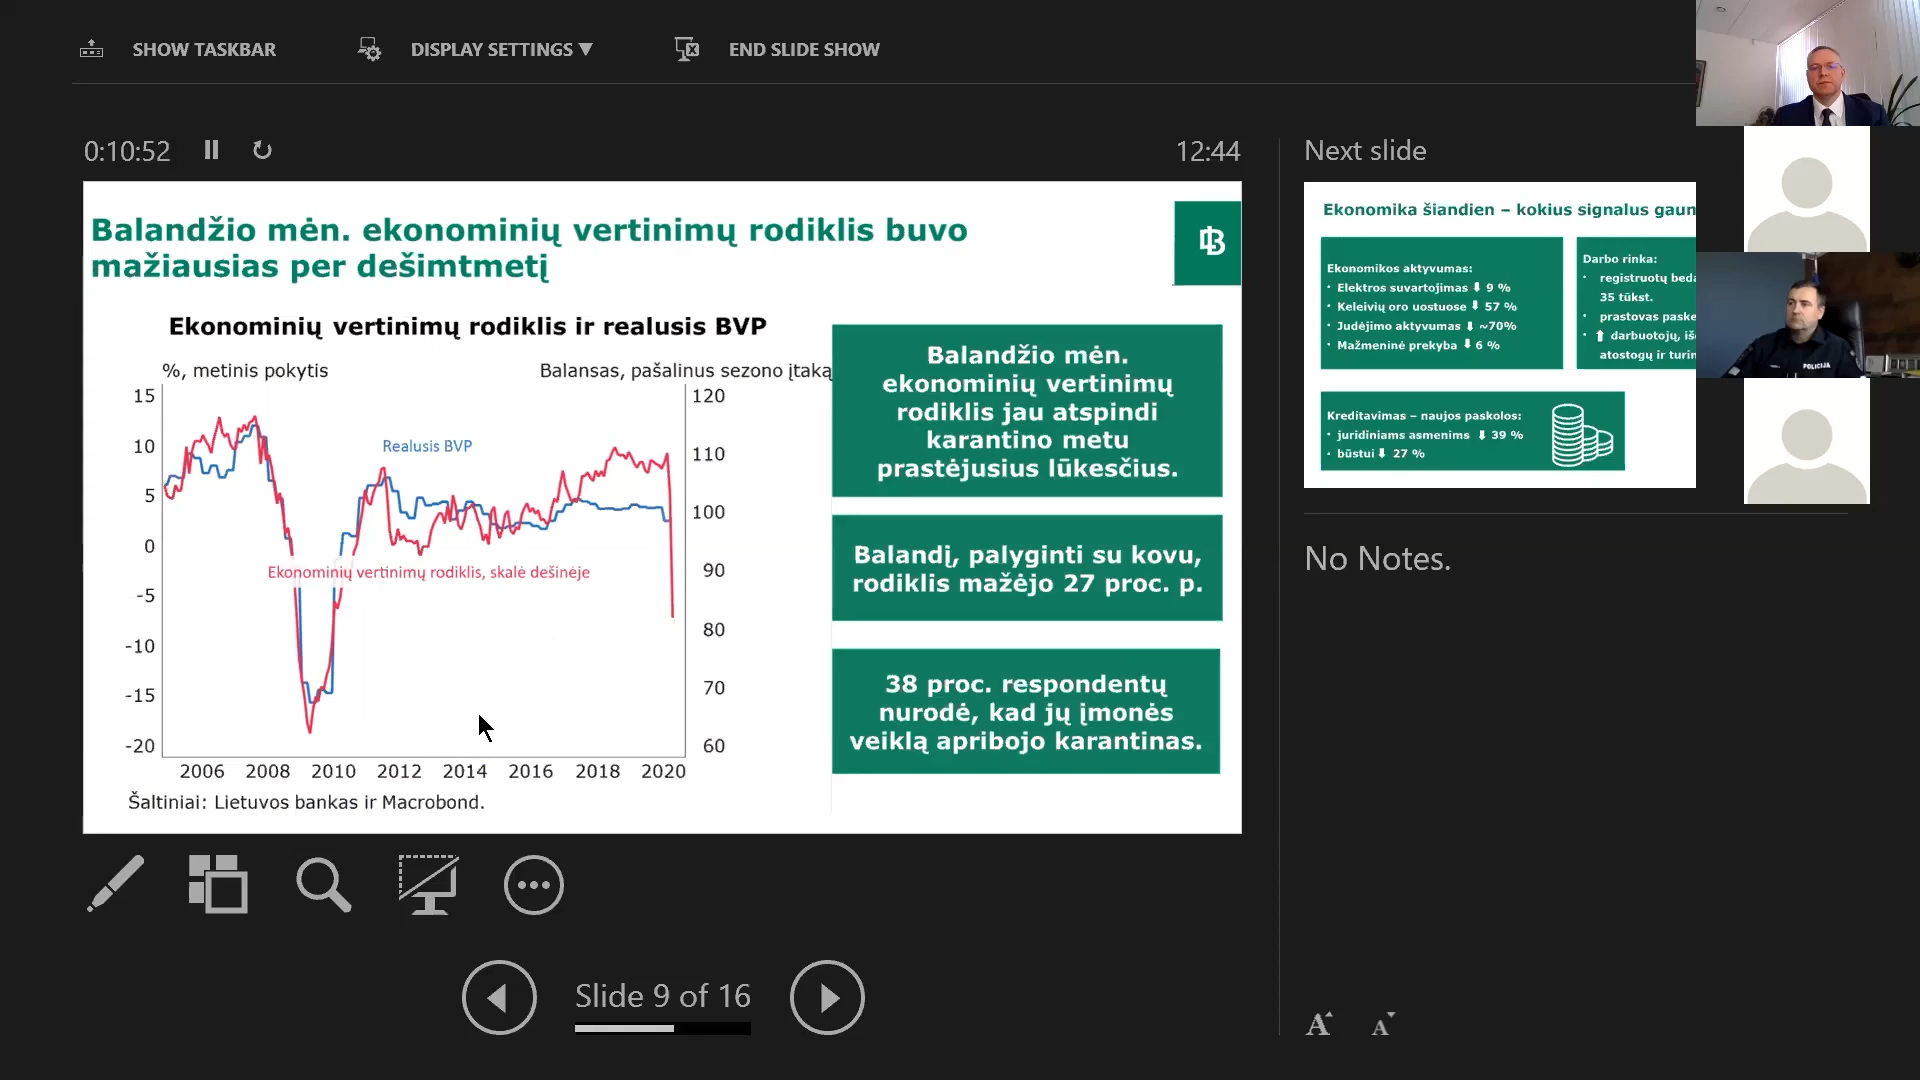 SHOW TASKBAR
DISPLAY SETTINGS ▼
END SLIDE SHOW
0:10:52
12:44
Balandžio mėn. ekonominių vertinimų rodiklis buvo
mažiausias per dešimtmetį
Ekonominių vertinimų rodiklis ir realusis BVP
%, metinis pokytis
Balansas, pašalinus sezono įtaką
15
10
5
0
-5
-10
-15
-20
120
110
100
90
80
70
60
Realusis BVP
Ekonominių vertinimų rodiklis, skalė dešinėje
2006 2008 2010 2012 2014 2016 2018 2020
Šaltiniai: Lietuvos bankas ir Macrobond.
Balandžio mėn.
ekonominių vertinimų
rodiklis jau atspindi
karantino metu
prastėjusius lūkesčius.
Balandį, palyginti su kovu,
rodiklis mažėjo 27 proc. p.
38 proc. respondentų
nurodė, kad jų įmonės
veiklą apribojo karantinas.
Slide 9 of 16
Next slide
Ekonomika šiandien – kokius signalus gaun
Ekonomikos aktyvumas:
• Elektros suvartojimas ⬇ 9 %
• Keleivių oro uostuose ⬇ 57 %
• Judėjimo aktyvumas ⬇ ~70%
• Mažmeninė prekyba ⬇ 6 %
Darbo rinka:
• registruotų beda
35 tūkst.
• prastovas paske
• ⬆ darbuotojų, iš
atostogų ir turin
Kreditavimas – naujos paskolos:
• juridiniams asmenims ⬇ 39 %
• būstui ⬇ 27 %
No Notes.
POLICIJA